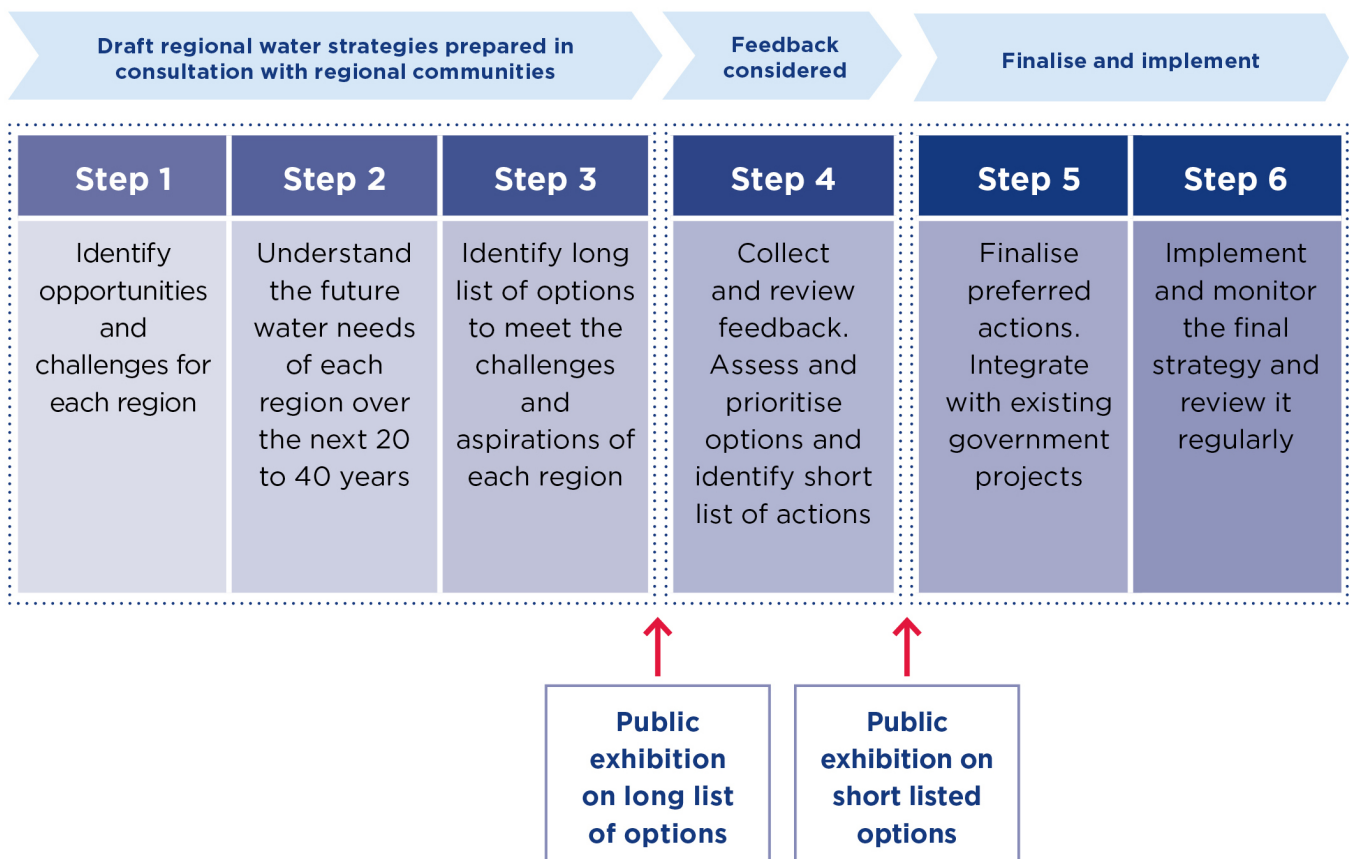 Draft regional water strategies prepared in
consultation with regional communities
Feedback
considered
Finalise and implement
Step 1
Identify
opportunities
and
challenges for
each region
Step 2
Understand
the future
water needs
of each
region over
the next 20
to 40 years
Step 3
Identify long
list of options
to meet the
challenges
and
aspirations of
each region
Step 4
Collect
and review
feedback.
Assess and
prioritise
options and
identify short
list of actions
Step 5
Finalise
preferred
actions.
Integrate
with existing
government
projects
Step 6
Implement
and monitor
the final
strategy and
review it
regularly
Public
exhibition
on long list
of options
Public
exhibition on
short listed
options